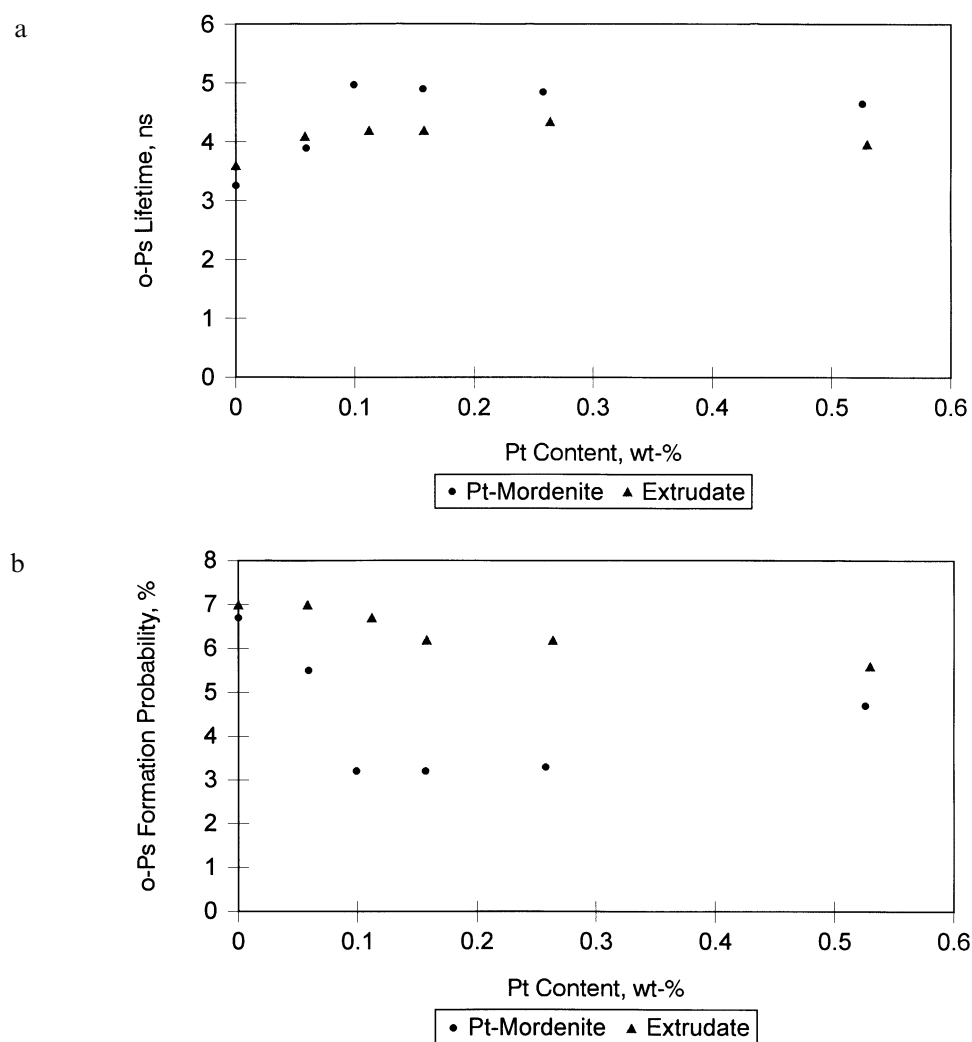 a
6
5
4
3
2
1
0
o-Ps Lifetime, ns
0 0.1 0.2 0.3 0.4 0.5 0.6
Pt Content, wt-%
• Pt-Mordenite ▲ Extrudate
b
8
7
6
5
4
3
2
1
0
o-Ps Formation Probability, %
0 0.1 0.2 0.3 0.4 0.5 0.6
Pt Content, wt-%
• Pt-Mordenite ▲ Extrudate